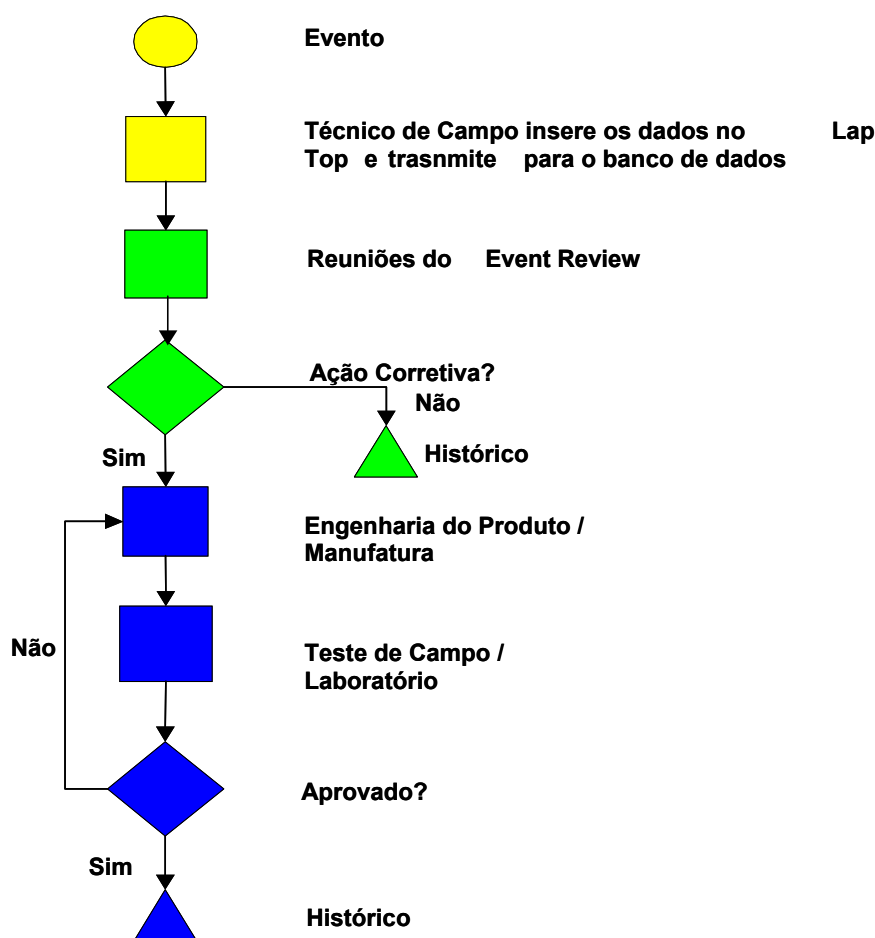 Evento
Técnico de Campo insere os dados no Lap
Top e trasnmite para o banco de dados
Reuniões do Event Review
Ação Corretiva?
Não
Histórico
Sim
Engenharia do Produto /
Manufatura
Não
Teste de Campo /
Laboratório
Aprovado?
Sim
Histórico